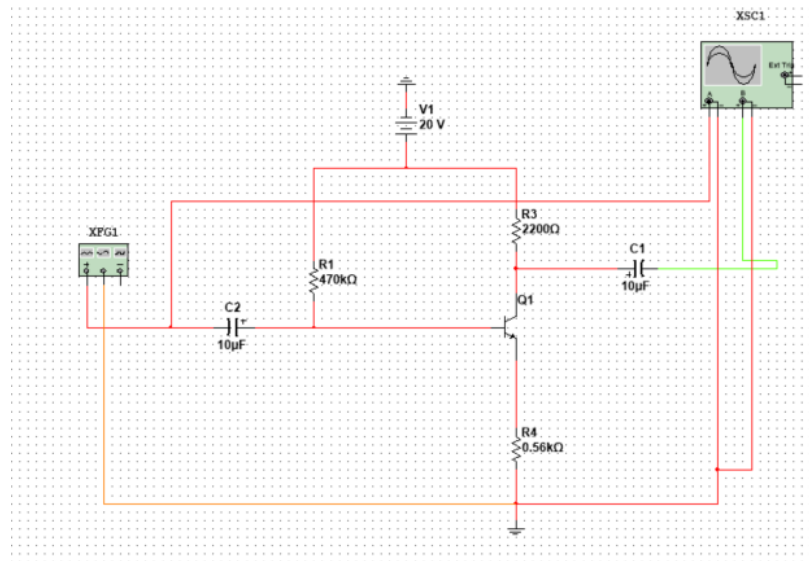 XSC1
Ext Trig
A
B
V1
20 V
R3
2200Ω
XFG1
R1
470kΩ
C1
10µF
Q1
C2
10µF
R4
0.56kΩ